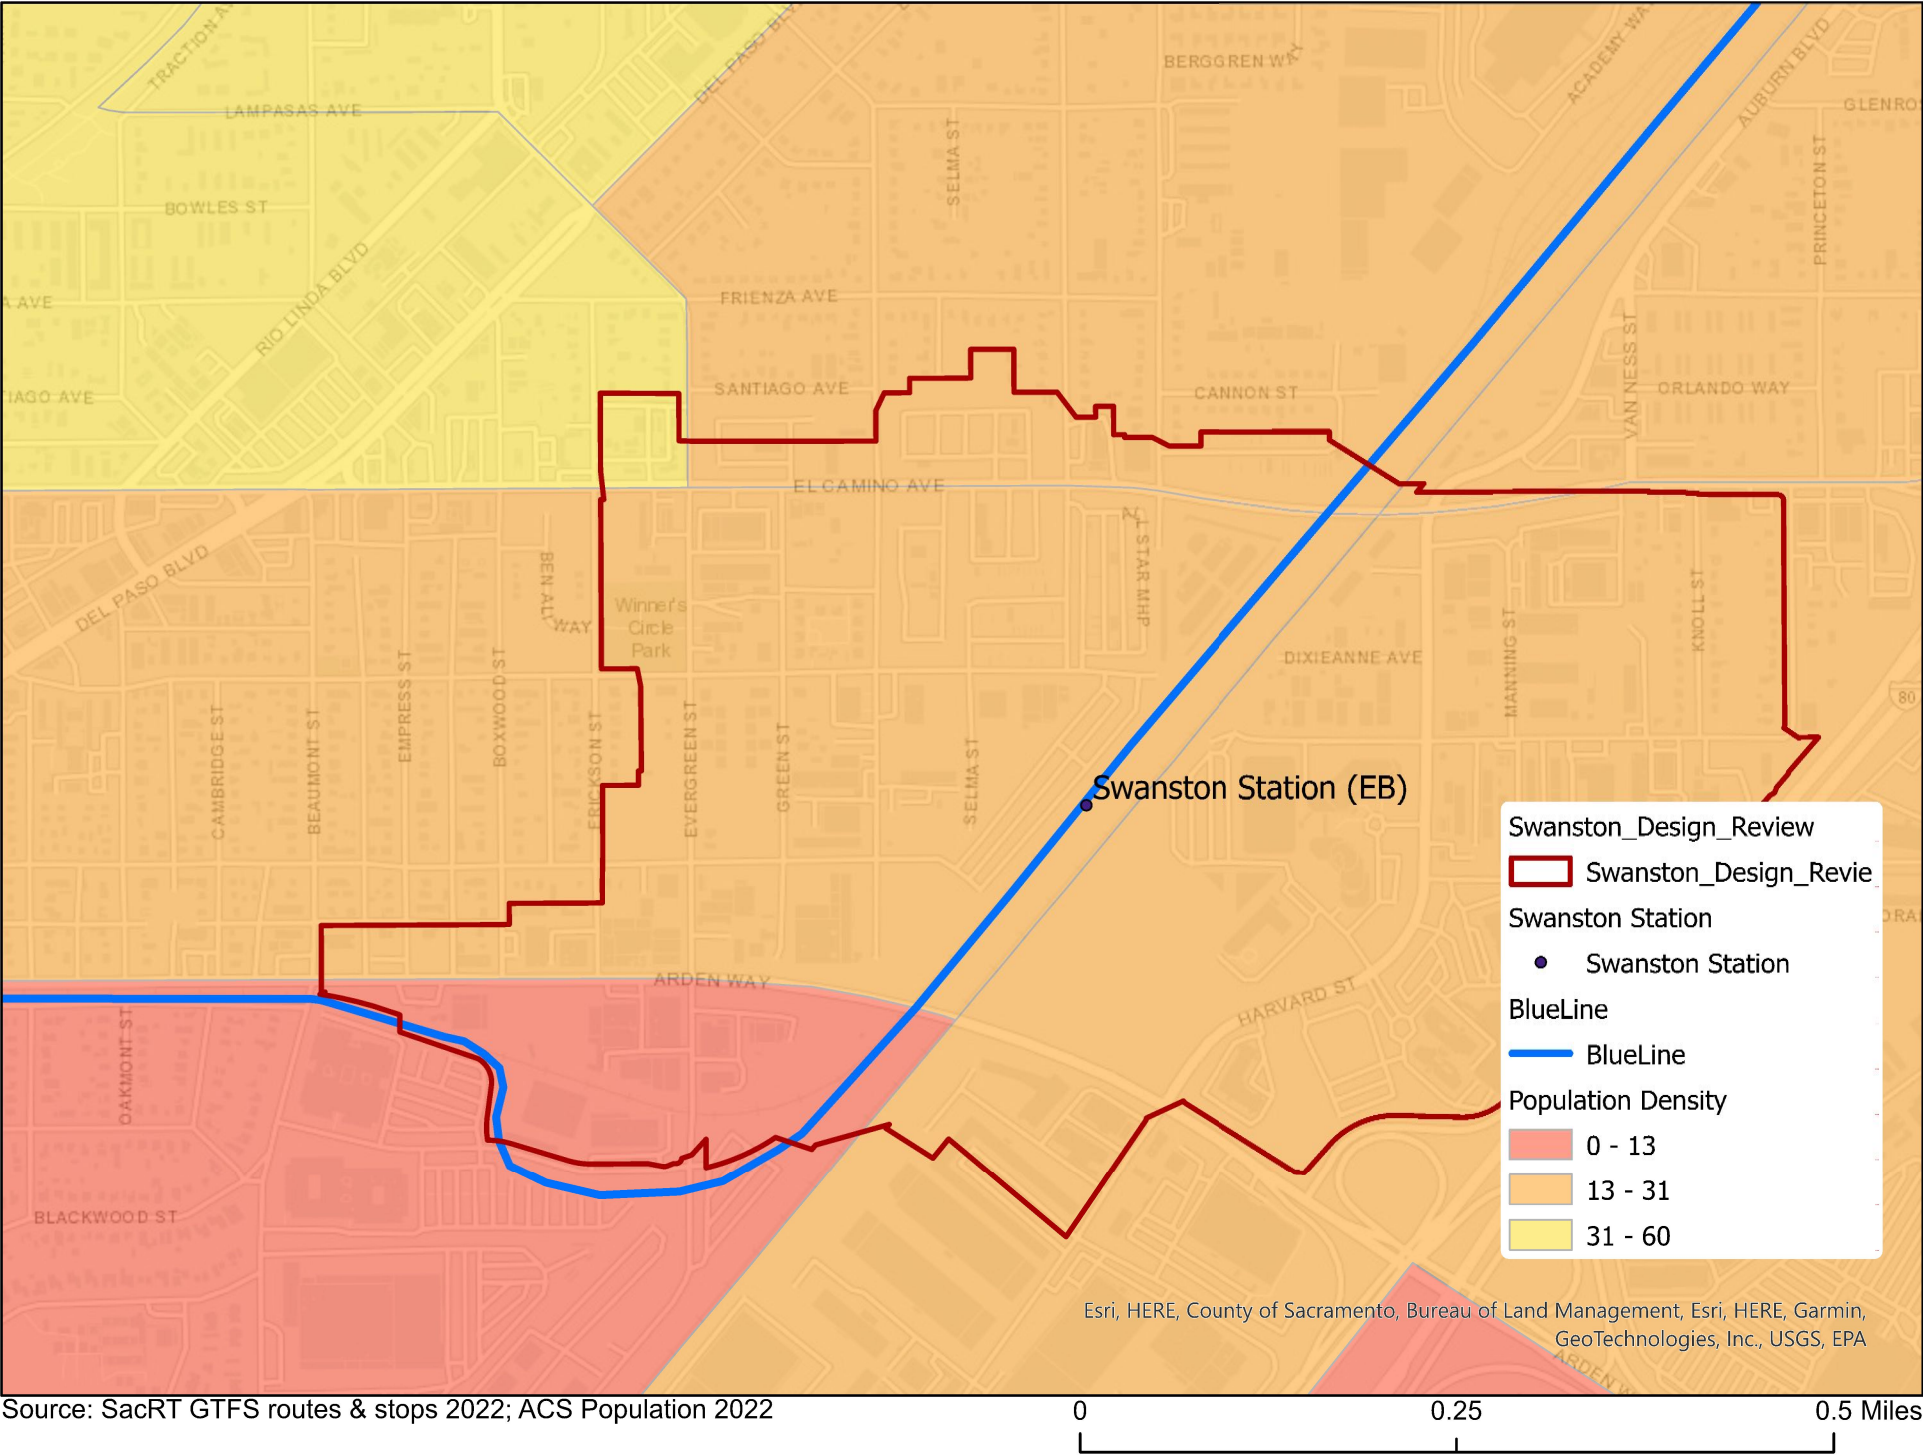 TRACTION AV
DEL PASO BLV
BERGGREN WY
ACADEMY WAY
AUBURN BLVD
GLENRO
LAMPASAS AVE
SELMA ST
PRINCETON ST
BOWLES ST
RIO LINDA BLVD
A AVE
FRIENZA AVE
VAN NESS ST
IAGO AVE
SANTIAGO AVE
CANNON ST
ORLANDO WAY
EL CAMINO AVE
DEL PASO BLVD
BEN ALY
WAY
Winner's
Circle
Park
L STAR MHP
DIXIEANNE AVE
MANNING ST
KNOLL ST
80
CAMBRIDGE ST
BEAUMONT ST
EMPRESS ST
BOXWOOD ST
ERICKSON ST
EVERGREEN ST
GREEN ST
SELMA ST
Swanston Station (EB)
Swanston_Design_Review
Swanston_Design_Revie
Swanston Station
Swanston Station
BlueLine
BlueLine
Population Density
0 - 13
13 - 31
31 - 60
ARDEN WAY
HARVARD ST
OAKMONT ST
BLACKWOOD ST
Esri, HERE, County of Sacramento, Bureau of Land Management, Esri, HERE, Garmin,
GeoTechnologies, Inc., USGS, EPA
ARDEN W
Source: SacRT GTFS routes & stops 2022; ACS Population 2022
0 0.25 0.5 Miles